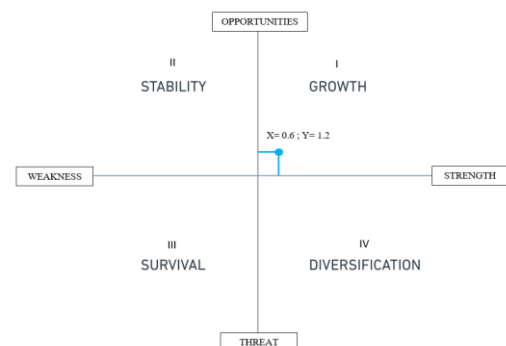 OPPORTUNITIES
II
I
STABILITY
GROWTH
X= 0.6 ; Y= 1.2
WEAKNESS
STRENGTH
III
IV
SURVIVAL
DIVERSIFICATION
THREAT